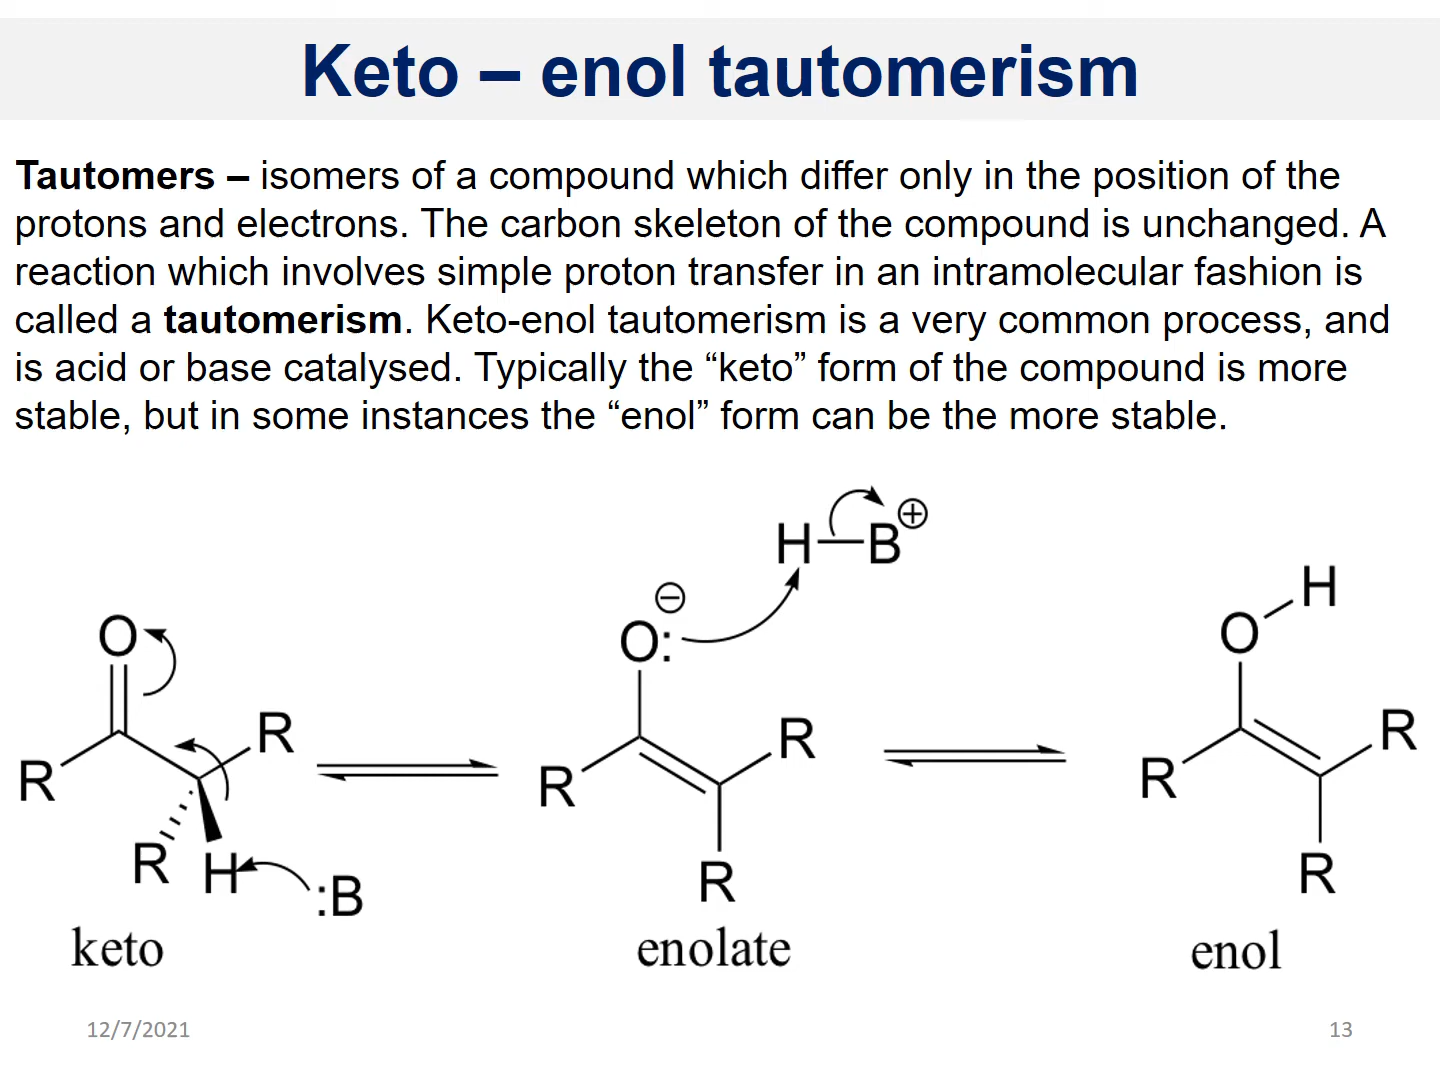 Keto – enol tautomerism
Tautomers – isomers of a compound which differ only in the position of the
protons and electrons. The carbon skeleton of the compound is unchanged. A
reaction which involves simple proton transfer in an intramolecular fashion is
called a tautomerism. Keto-enol tautomerism is a very common process, and
is acid or base catalysed. Typically the “keto” form of the compound is more
stable, but in some instances the “enol” form can be the more stable.
O
R
R
R
H
:B
keto
⊖
O:
H—B⊕
R
R
R
enolate
O
H
R
R
R
enol
12/7/2021
13